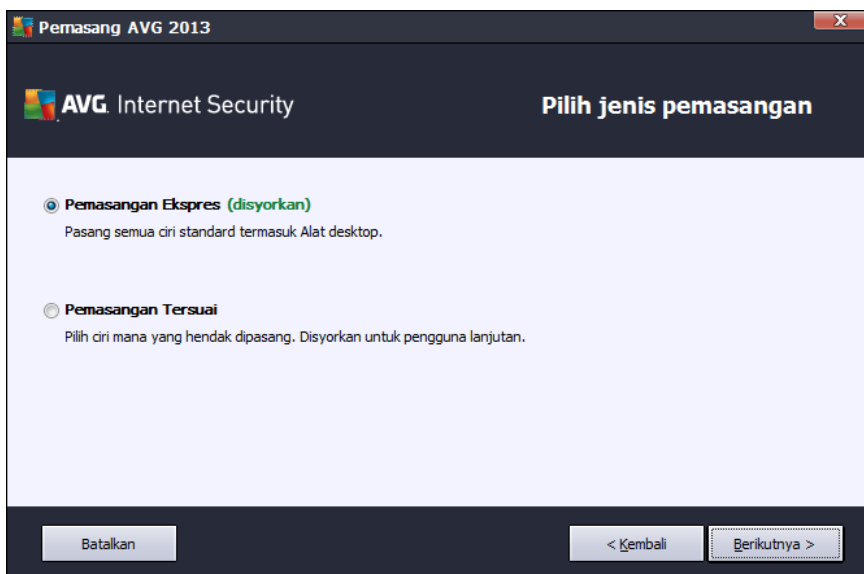 Pemasang AVG 2013
X
AVG. Internet Security
Pilih jenis pemasangan
Pemasangan Ekspres (disyorkan)
Pasang semua ciri standard termasuk Alat desktop.
Pemasangan Tersuai
Pilih ciri mana yang hendak dipasang. Disyorkan untuk pengguna lanjutan.
Batalkan
< Kembali
Berikutnya >